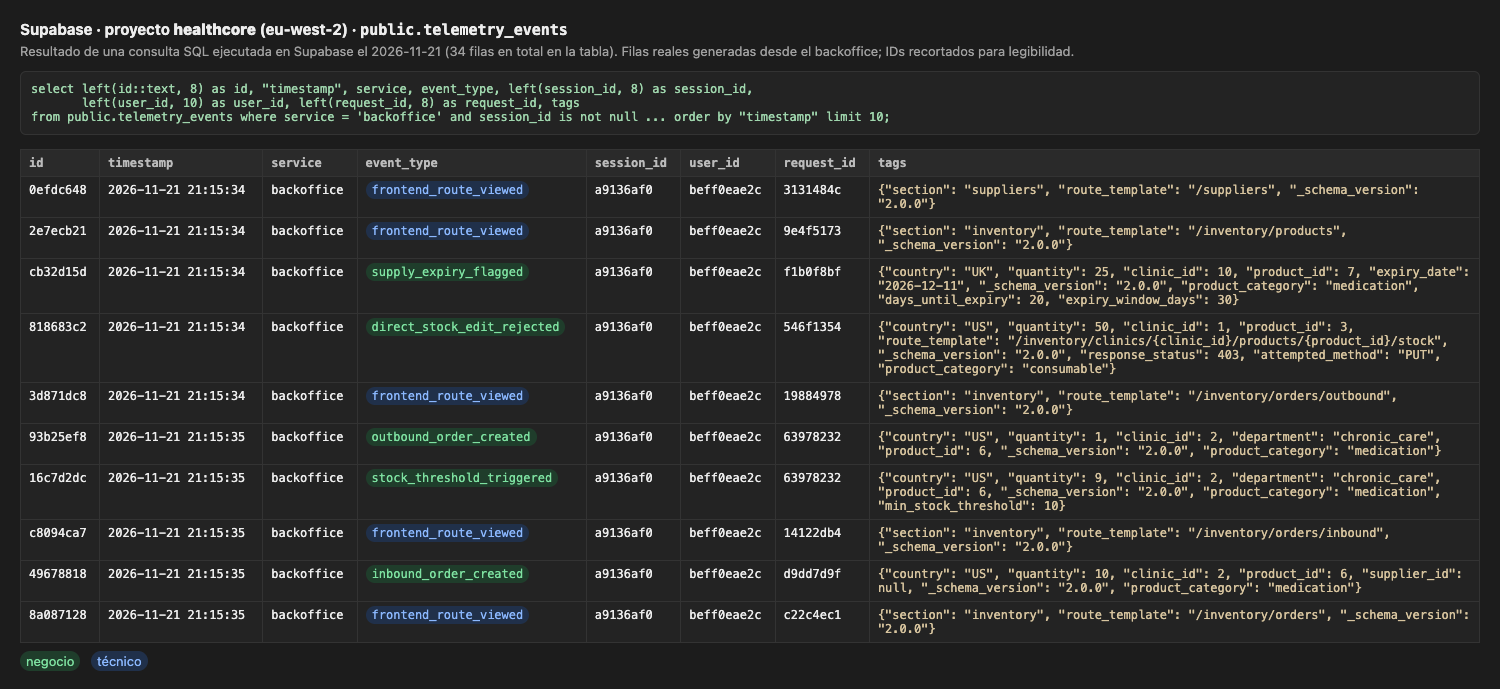 Supabase · proyecto healthcore (eu-west-2) · public.telemetry_events
Resultado de una consulta SQL ejecutada en Supabase el 2026-11-21 (34 filas en total en la tabla). Filas reales generadas desde el backoffice; IDs recortados para legibilidad.
select left(id::text, 8) as id, "timestamp", service, event_type, left(session_id, 8) as session_id,
left(user_id, 10) as user_id, left(request_id, 8) as request_id, tags
from public.telemetry_events where service = 'backoffice' and session_id is not null ... order by "timestamp" limit 10;
id timestamp service event_type session_id user_id request_id tags
0efdc648 2026-11-21 21:15:34 backoffice frontend_route_viewed a9136af0 beff0eae2c 3131484c {"section": "suppliers", "route_template": "/suppliers", "_schema_version":
"2.0.0"}
2e7ecb21 2026-11-21 21:15:34 backoffice frontend_route_viewed a9136af0 beff0eae2c 9e4f5173 {"section": "inventory", "route_template": "/inventory/products",
"_schema_version": "2.0.0"}
cb32d15d 2026-11-21 21:15:34 backoffice supply_expiry_flagged a9136af0 beff0eae2c f1b0f8bf {"country": "UK", "quantity": 25, "clinic_id": 10, "product_id": 7, "expiry_date":
"2026-12-11", "_schema_version": "2.0.0", "product_category": "medication",
"days_until_expiry": 20, "expiry_window_days": 30}
818683c2 2026-11-21 21:15:34 backoffice direct_stock_edit_rejected a9136af0 beff0eae2c 546f1354 {"country": "US", "quantity": 50, "clinic_id": 1, "product_id": 3,
"route_template": "/inventory/clinics/{clinic_id}/products/{product_id}/stock",
"_schema_version": "2.0.0", "response_status": 403, "attempted_method": "PUT",
"product_category": "consumable"}
3d871dc8 2026-11-21 21:15:34 backoffice frontend_route_viewed a9136af0 beff0eae2c 19884978 {"section": "inventory", "route_template": "/inventory/orders/outbound",
"_schema_version": "2.0.0"}
93b25ef8 2026-11-21 21:15:35 backoffice outbound_order_created a9136af0 beff0eae2c 63978232 {"country": "US", "quantity": 1, "clinic_id": 2, "department": "chronic_care",
"product_id": 6, "_schema_version": "2.0.0", "product_category": "medication"}
16c7d2dc 2026-11-21 21:15:35 backoffice stock_threshold_triggered a9136af0 beff0eae2c 63978232 {"country": "US", "quantity": 9, "clinic_id": 2, "department": "chronic_care",
"product_id": 6, "_schema_version": "2.0.0", "product_category": "medication",
"min_stock_threshold": 10}
c8094ca7 2026-11-21 21:15:35 backoffice frontend_route_viewed a9136af0 beff0eae2c 14122db4 {"section": "inventory", "route_template": "/inventory/orders/inbound",
"_schema_version": "2.0.0"}
49678818 2026-11-21 21:15:35 backoffice inbound_order_created a9136af0 beff0eae2c d9dd7d9f {"country": "US", "quantity": 10, "clinic_id": 2, "product_id": 6, "supplier_id":
null, "_schema_version": "2.0.0", "product_category": "medication"}
8a087128 2026-11-21 21:15:35 backoffice frontend_route_viewed a9136af0 beff0eae2c c22c4ec1 {"section": "inventory", "route_template": "/inventory/orders", "_schema_version":
"2.0.0"}
negocio técnico